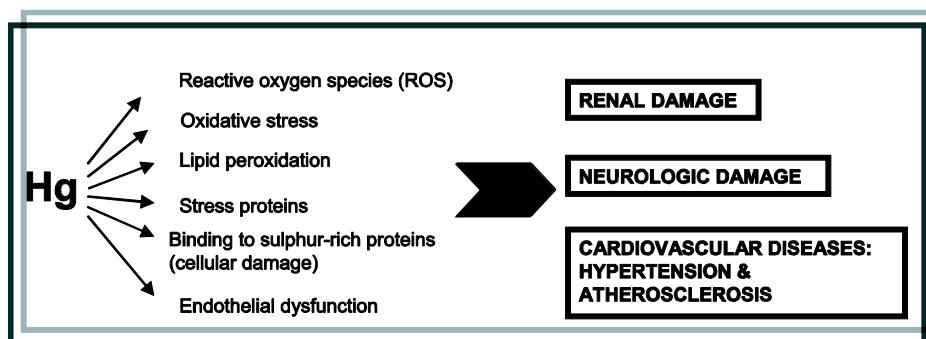 Hg
Reactive oxygen species (ROS)
Oxidative stress
Lipid peroxidation
Stress proteins
Binding to sulphur-rich proteins
(cellular damage)
Endothelial dysfunction
RENAL DAMAGE
NEUROLOGIC DAMAGE
CARDIOVASCULAR DISEASES:
HYPERTENSION &
ATHEROSCLEROSIS